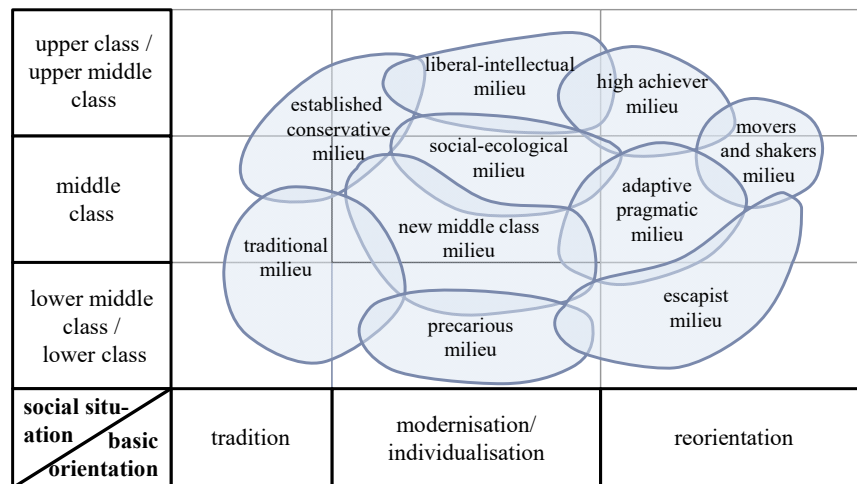 upper class /
upper middle
class
middle
class
lower middle
class /
lower class
liberal-intellectual
milieu
high achiever
milieu
established
conservative
milieu
movers
and shakers
milieu
social-ecological
milieu
adaptive
pragmatic
milieu
new middle class
milieu
traditional
milieu
escapist
milieu
precarious
milieu
social situ-
ation
basic
orientation
tradition
modernisation/
individualisation
reorientation